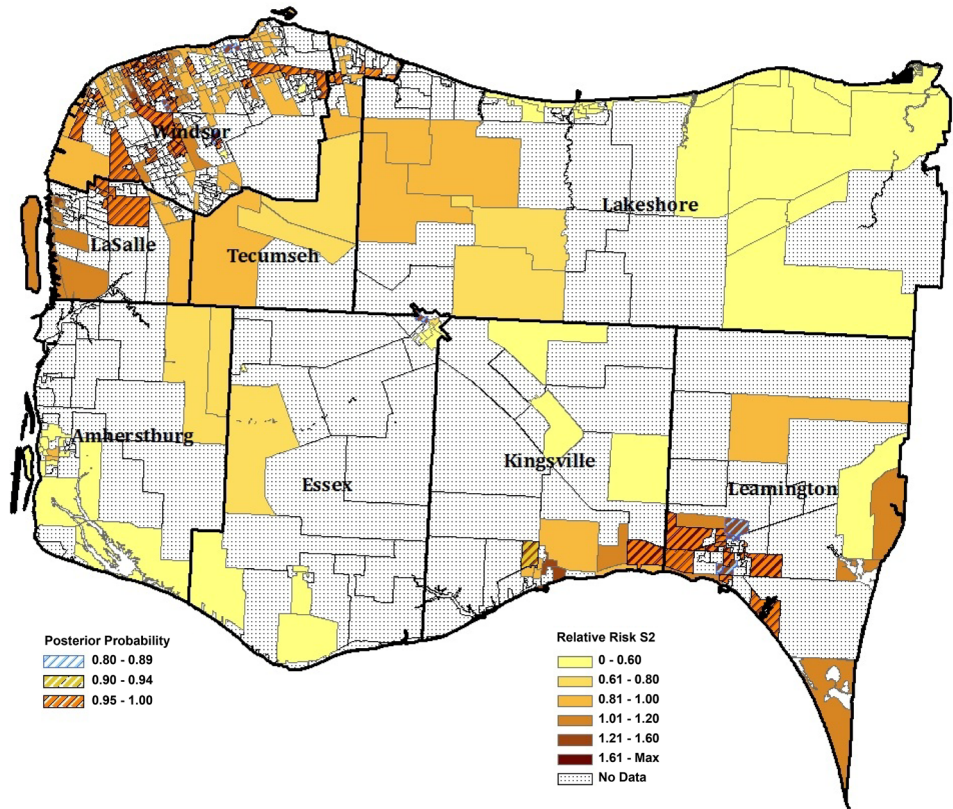 Windsor
Lakeshore
LaSalle
Tecumseh
Amherstburg
Kingsville
Essex
Leamington
Posterior Probability
0.80 - 0.89
0.90 - 0.94
0.95 - 1.00
Relative Risk S2
0 - 0.60
0.61 - 0.80
0.81 - 1.00
1.01 - 1.20
1.21 - 1.60
1.61 - Max
No Data